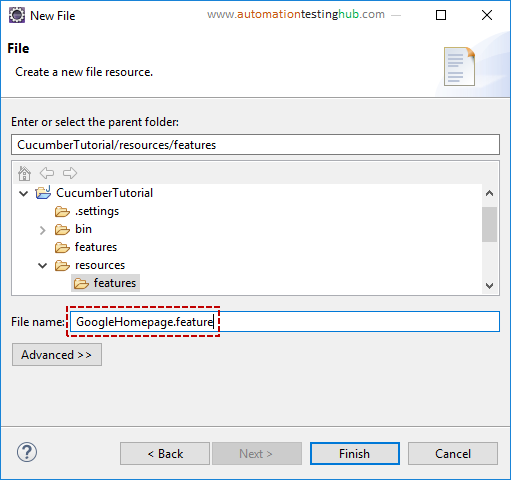 New File
www.automationtestinghub.com
File
Create a new file resource.
Enter or select the parent folder:
CucumberTutorial/resources/features
CucumberTutorial
.settings
bin
features
resources
features
File name: GoogleHomepage.feature
Advanced >>
? < Back Next > Finish Cancel